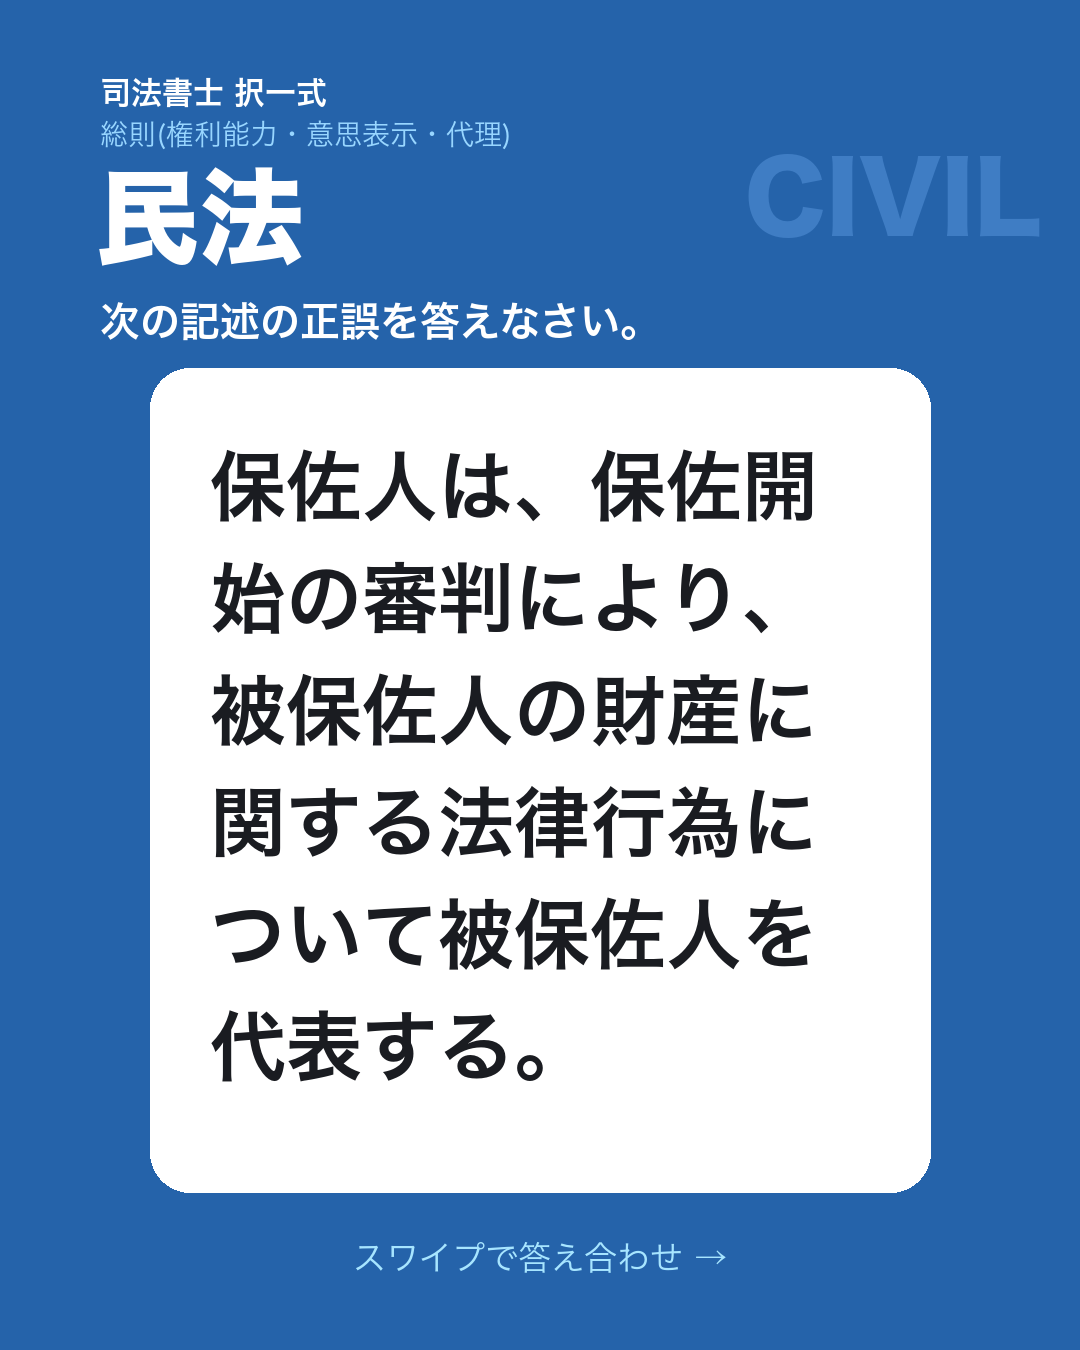 司法書士 択一式
総則(権利能力・意思表示・代理)
民法
CIVIL
次の記述の正誤を答えなさい。
保佐人は、保佐開
始の審判により、
被保佐人の財産に
関する法律行為に
ついて被保佐人を
代表する。
スワイプで答え合わせ →